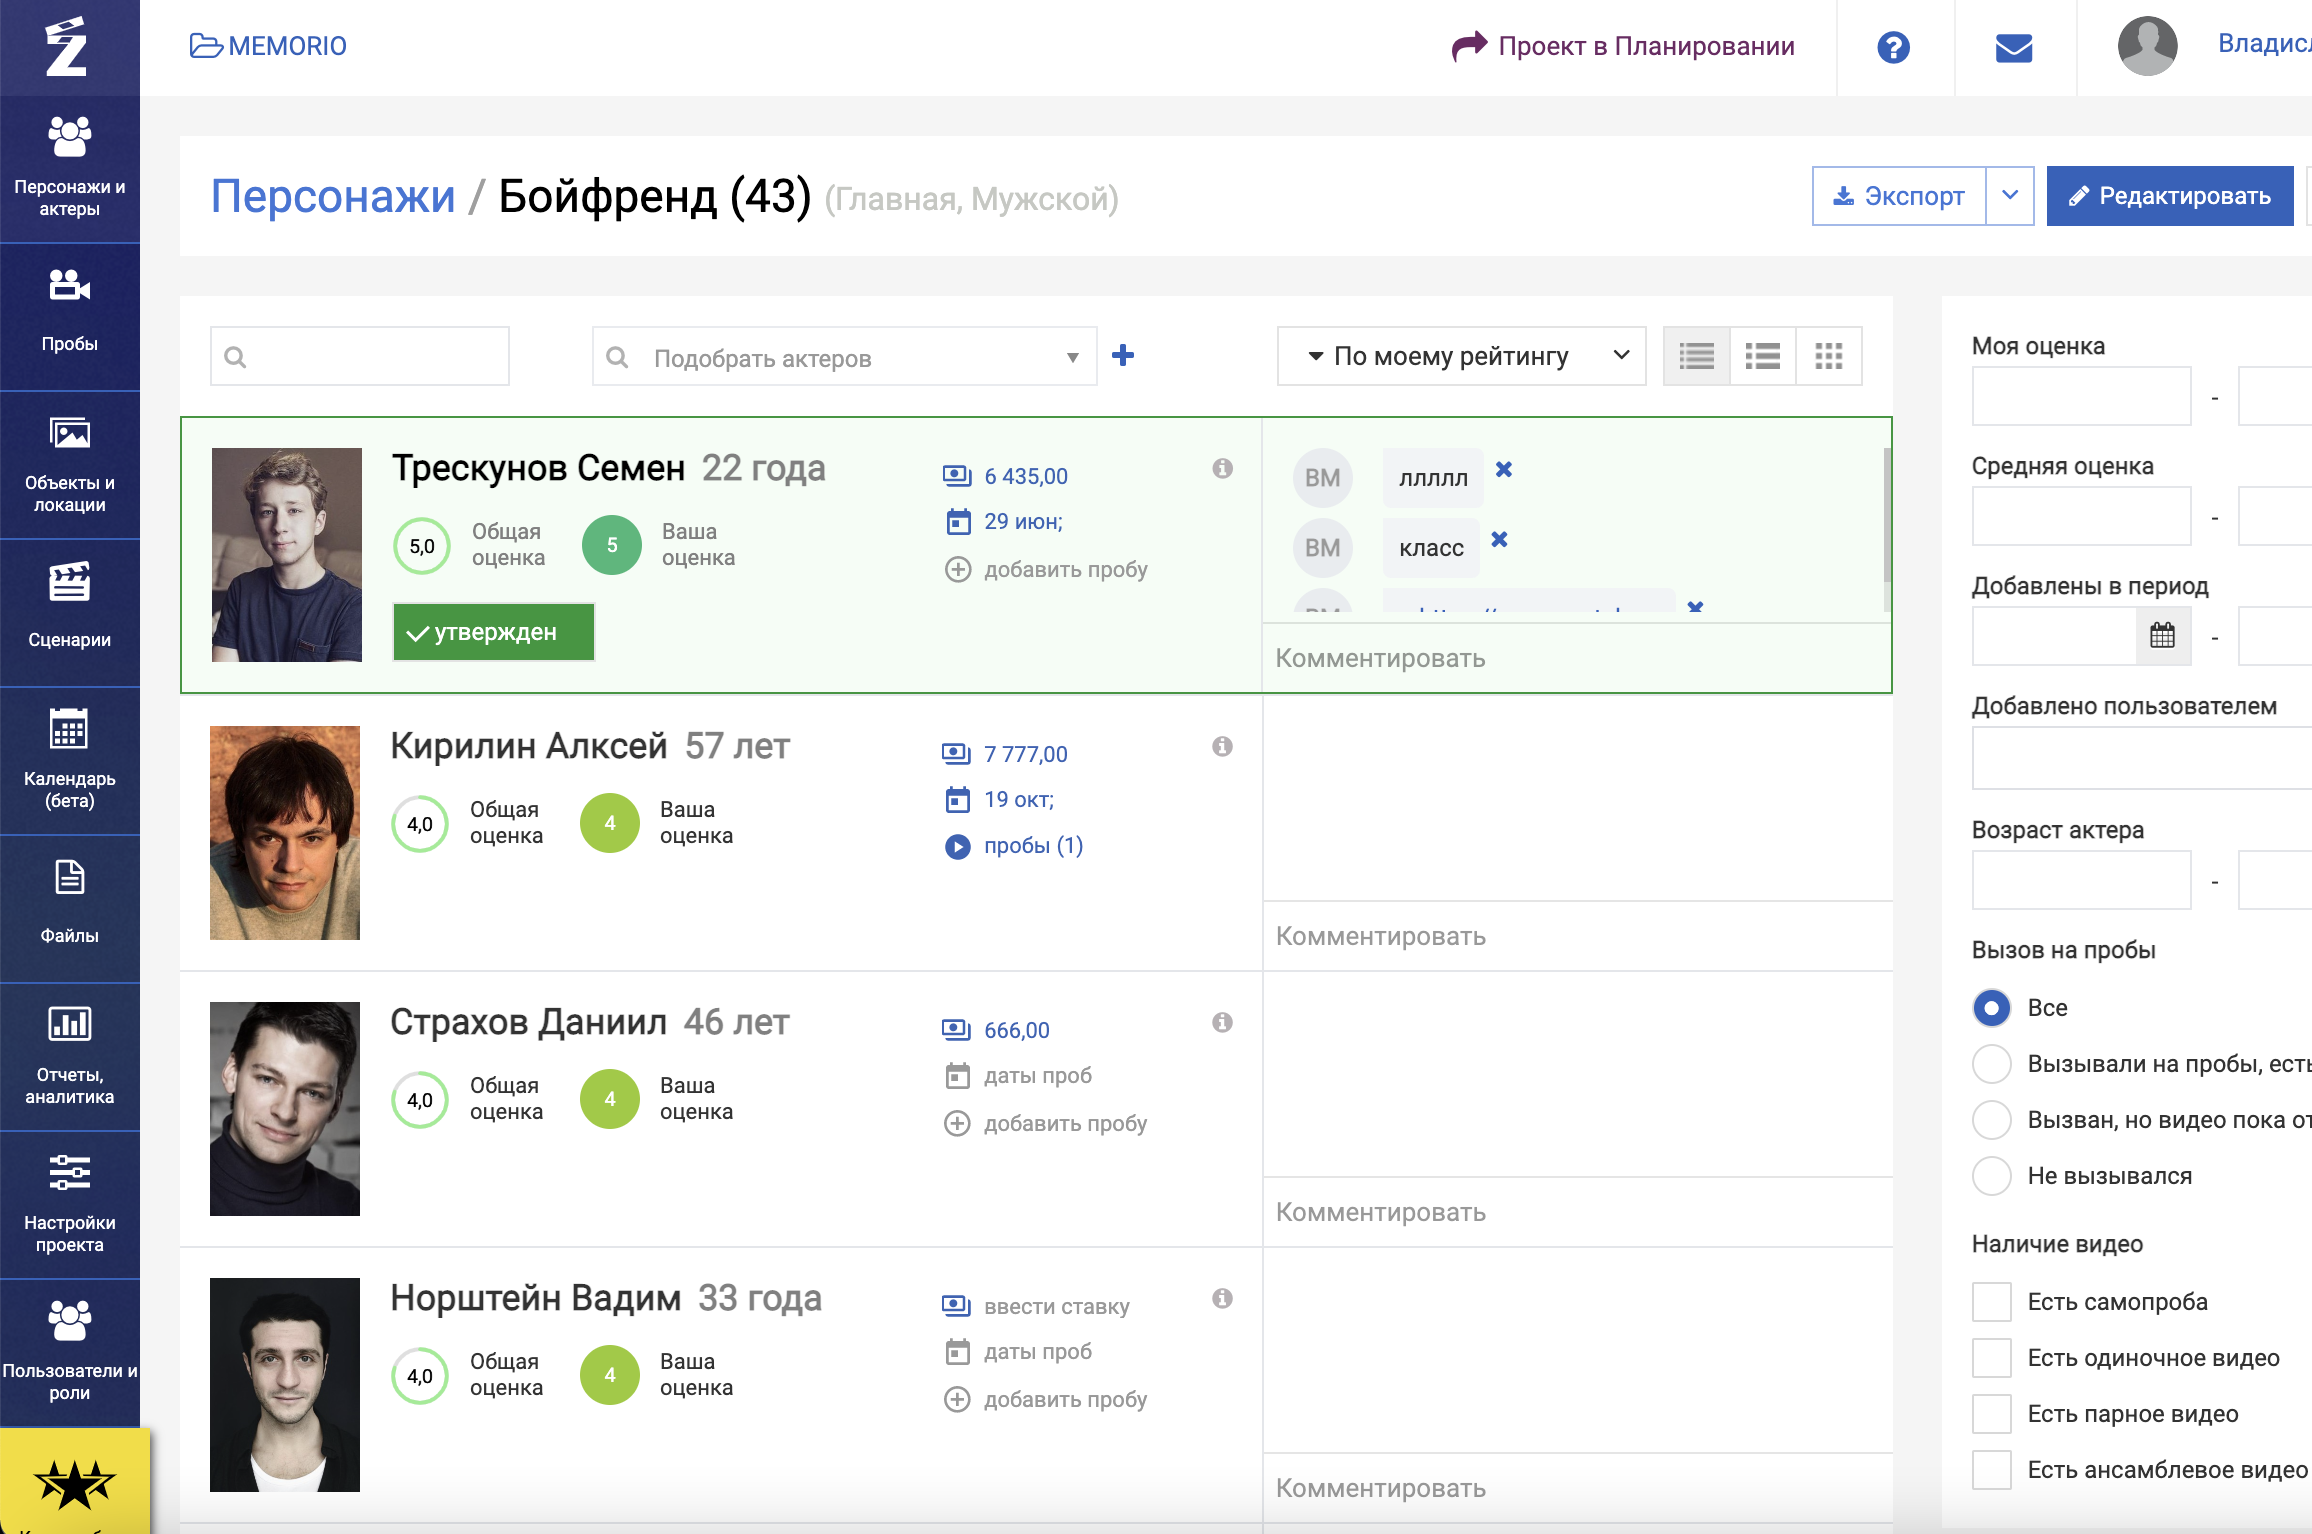 MEMORIO
Проект в Планировании
Персонажи / Бойфренд (43) (Главная, Мужской)
Экспорт
Редактировать
Персонажи и
актеры
Пробы
Объекты и
локации
Сценарии
Календарь
(бета)
Файлы
Отчеты,
аналитика
Настройки
проекта
Пользователи и
роли
Подобрать актеров
По моему рейтингу
Трескунов Семен 22 года
5,0
Общая
оценка
5
Ваша
оценка
утвержден
6 435,00
29 июн;
добавить пробу
ВМ
ллллл
ВМ
класс
Комментировать
Кирилин Алксей 57 лет
4,0
Общая
оценка
4
Ваша
оценка
7 777,00
19 окт;
пробы (1)
Комментировать
Страхов Даниил 46 лет
4,0
Общая
оценка
4
Ваша
оценка
666,00
даты проб
добавить пробу
Комментировать
Норштейн Вадим 33 года
4,0
Общая
оценка
4
Ваша
оценка
ввести ставку
даты проб
добавить пробу
Комментировать
Моя оценка
-
Средняя оценка
-
Добавлены в период
-
Добавлено пользователем
Возраст актера
-
Вызов на пробы
Все
Вызывали на пробы, есть
Вызван, но видео пока
Не вызывался
Наличие видео
Есть самопроба
Есть одиночное видео
Есть парное видео
Есть ансамблевое видео